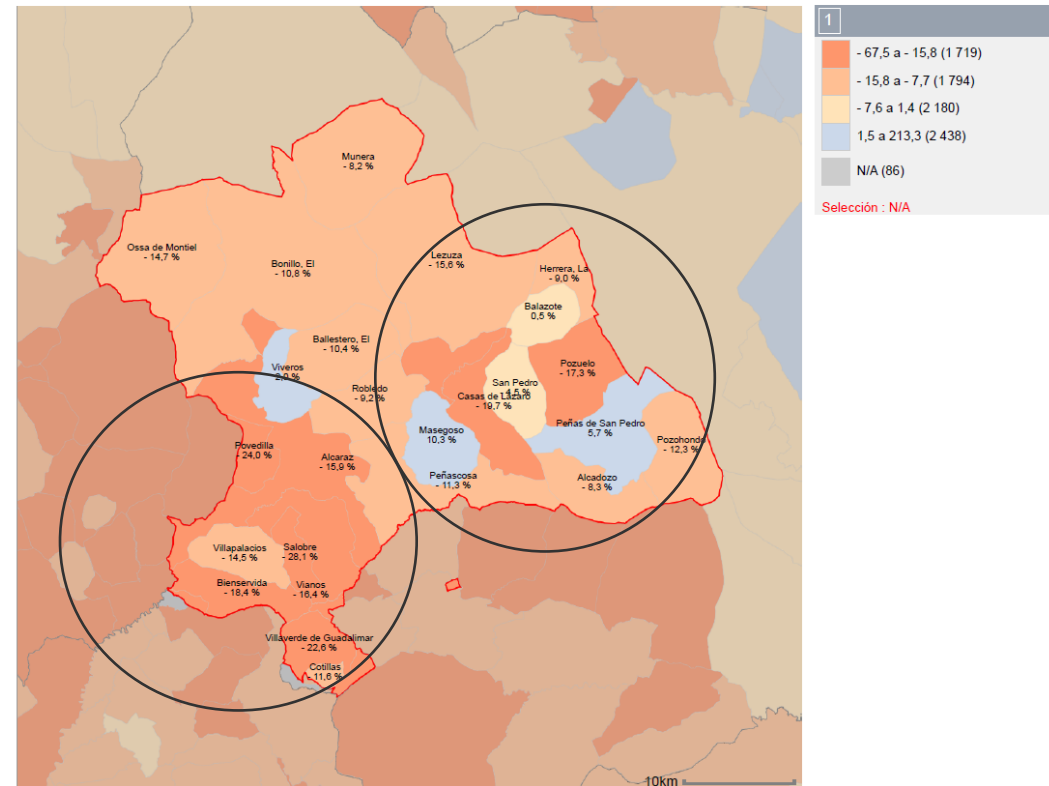 1
- 67,5 a - 15,8 (1 719)
- 15,8 a - 7,7 (1 794)
- 7,6 a 1,4 (2 180)
1,5 a 213,3 (2 438)
N/A (86)
Selección : N/A
Munera
- 8,2 %
Ossa de Montiel
- 14,7 %
Bonillo, El
- 10,8 %
Lezuza
- 15,6 %
Herrera, La
- 9,0 %
Balazote
0,5 %
Ballestero, El
- 10,4 %
Viveros
2,9 %
Robledo
- 9,2 %
Pozuelo
- 17,3 %
San Pedro
- 4,5 %
Casas de Lázaro
- 19,7 %
Masegoso
10,3 %
Peñas de San Pedro
5,7 %
Pozohondo
- 12,3 %
Povedilla
- 24,0 %
Alcaraz
- 15,9 %
Peñascosa
- 11,3 %
Alcadozo
- 8,3 %
Villapalacios
- 14,5 %
Salobre
- 28,1 %
Bienservida
- 18,4 %
Vianos
- 16,4 %
Villaverde de Guadalimar
- 22,6 %
Cotillas
- 11,6 %
10km